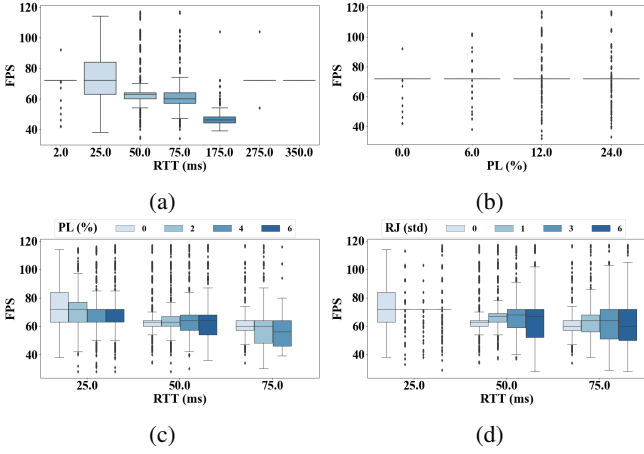 120
100
80
60
40
FPS
2.0 25.0 50.0 75.0 175.0 275.0 350.0
RTT (ms)
(a)
120
100
80
60
40
FPS
0.0 6.0 12.0 24.0
PL (%)
(b)
PL (%) 0 2 4 6
120
100
80
60
40
FPS
25.0 50.0 75.0
RTT (ms)
(c)
RJ (std) 0 1 3 6
120
100
80
60
40
FPS
25.0 50.0 75.0
RTT (ms)
(d)